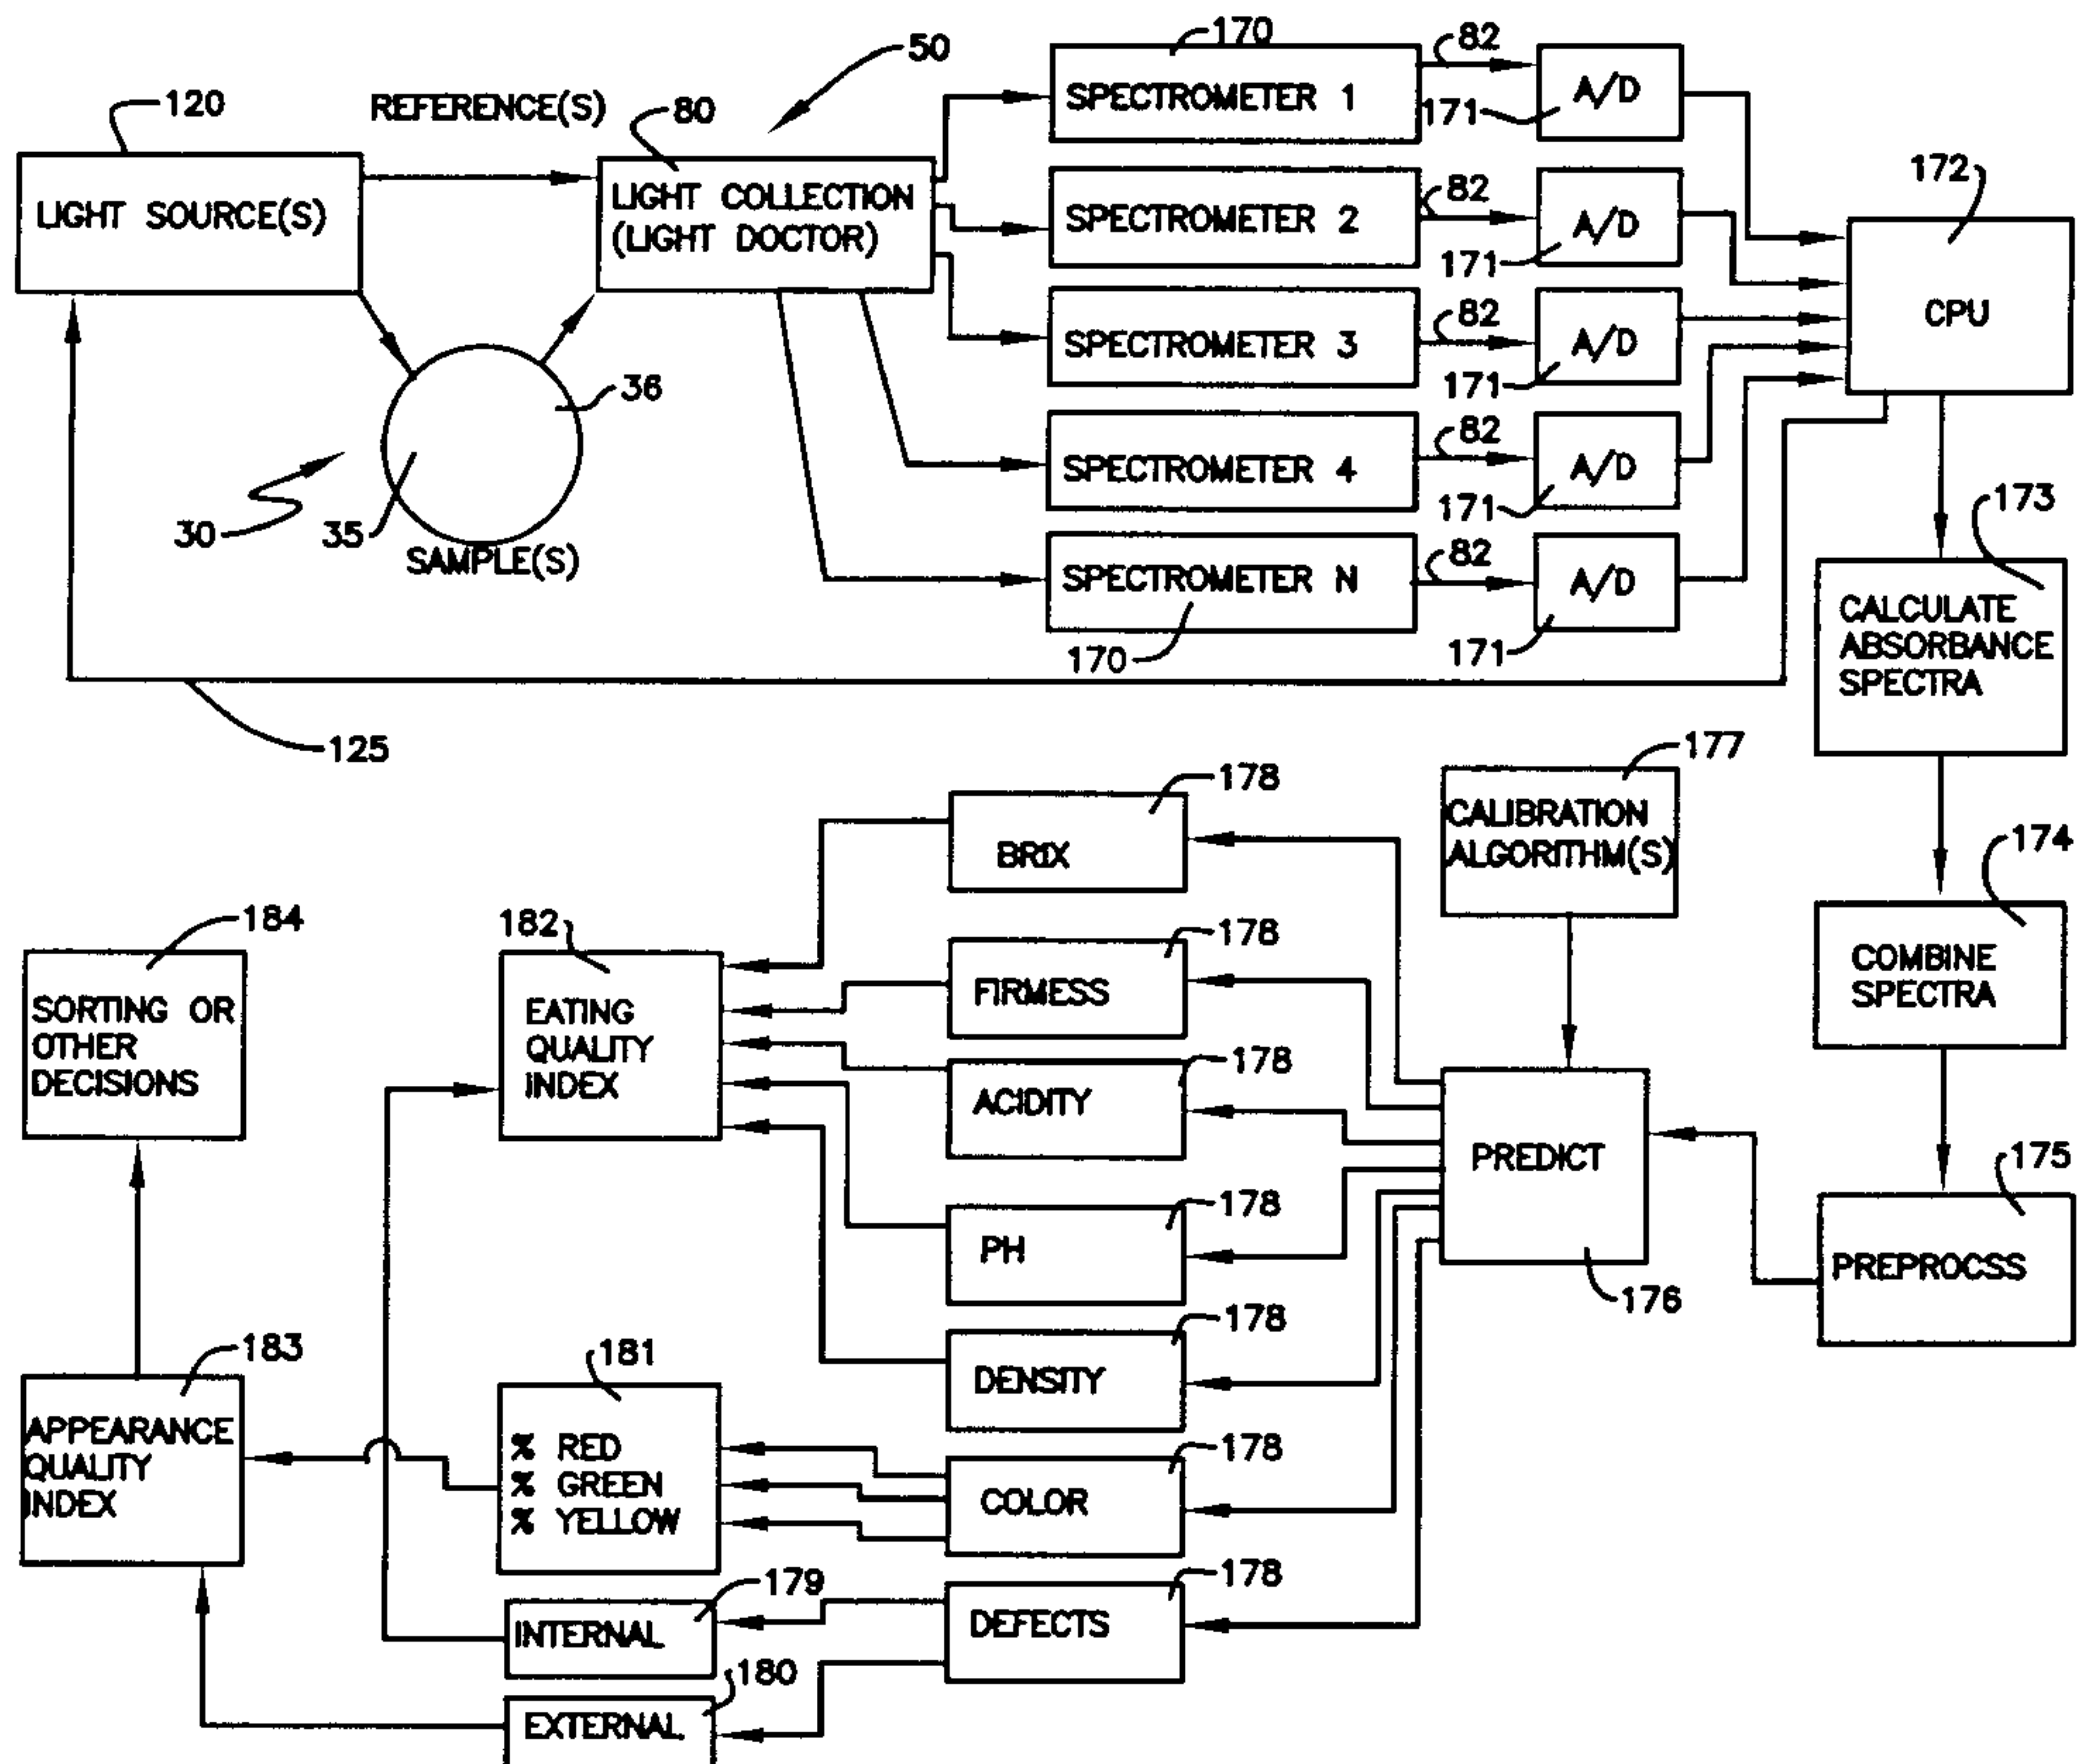 50
170
82
SPECTROMETER 1
171
A/D
120
REFERENCE(S)
80
LIGHT SOURCE(S)
LIGHT COLLECTION
(LIGHT DOCTOR)
82
SPECTROMETER 2
171
A/D
172
CPU
82
SPECTROMETER 3
171
A/D
36
35
30
SAMPLE(S)
82
SPECTROMETER 4
171
A/D
82
SPECTROMETER N
170
171
A/D
125
173
CALCULATE
ABSORBANCE
SPECTRA
174
COMBINE
SPECTRA
175
PREPROCSS
177
CALIBRATION
ALGORITHM(S)
PREDICT
176
178
BRIX
178
FIRMESS
178
ACIDITY
178
PH
178
DENSITY
178
COLOR
178
DEFECTS
182
EATING
QUALITY
INDEX
181
% RED
% GREEN
% YELLOW
179
INTERNAL
180
EXTERNAL
184
SORTING OR
OTHER
DECISIONS
183
APPEARANCE
QUALITY
INDEX